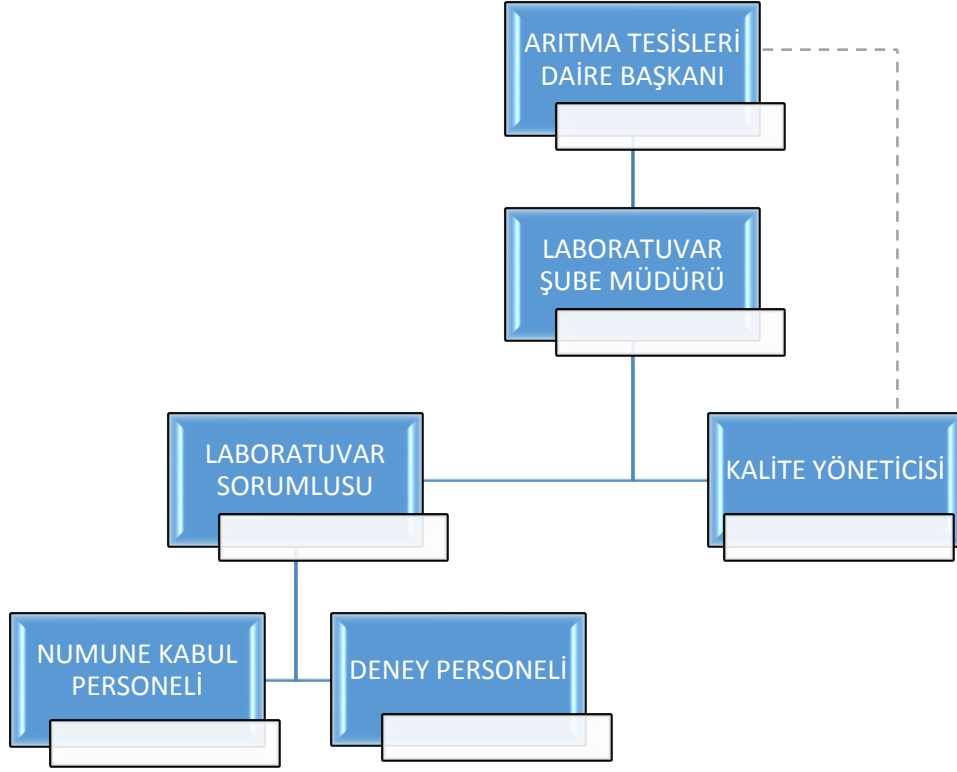 ARITMA TESİSLERİ
DAİRE BAŞKANI
LABORATUVAR
ŞUBE MÜDÜRÜ
LABORATUVAR
SORUMLUSU
KALİTE YÖNETİCİSİ
NUMUNE KABUL
PERSONELİ
DENEY PERSONELİ